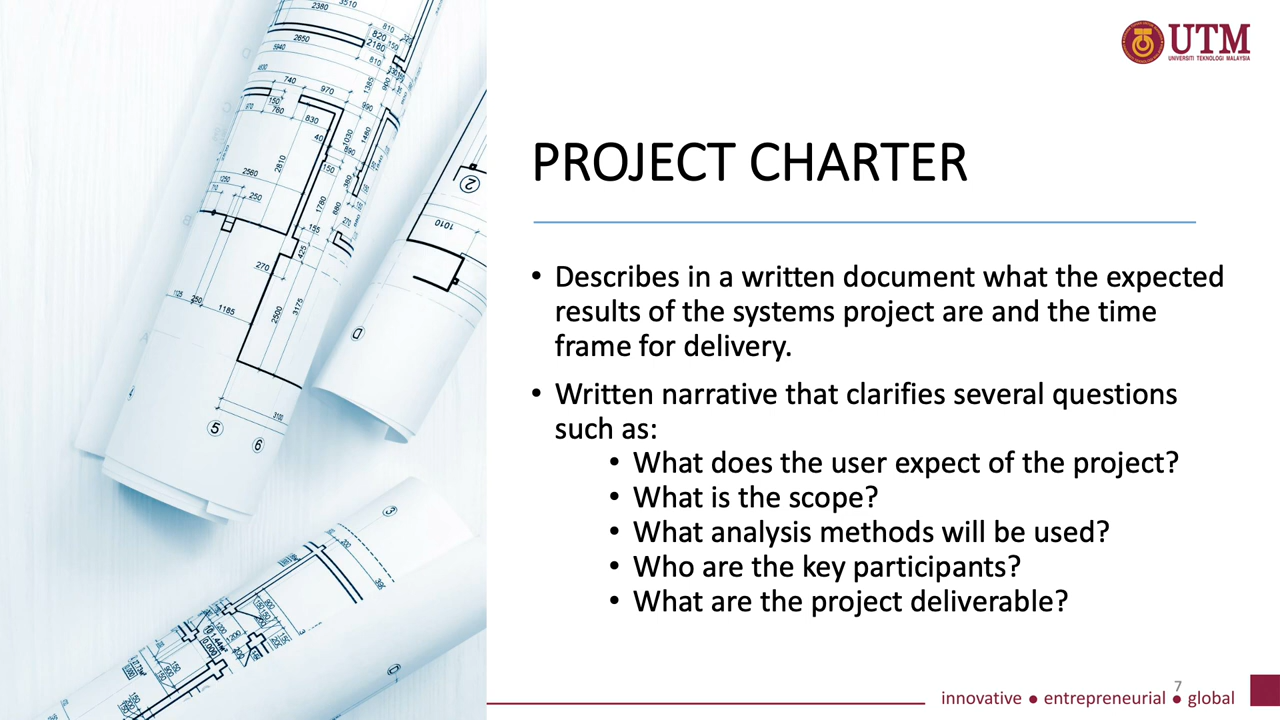 UTM
UNIVERSITI TEKNOLOGI MALAYSIA
PROJECT CHARTER
• Describes in a written document what the expected
results of the systems project are and the time
frame for delivery.
• Written narrative that clarifies several questions
such as:
• What does the user expect of the project?
• What is the scope?
• What analysis methods will be used?
• Who are the key participants?
• What are the project deliverable?
7
innovative ● entrepreneurial ● global